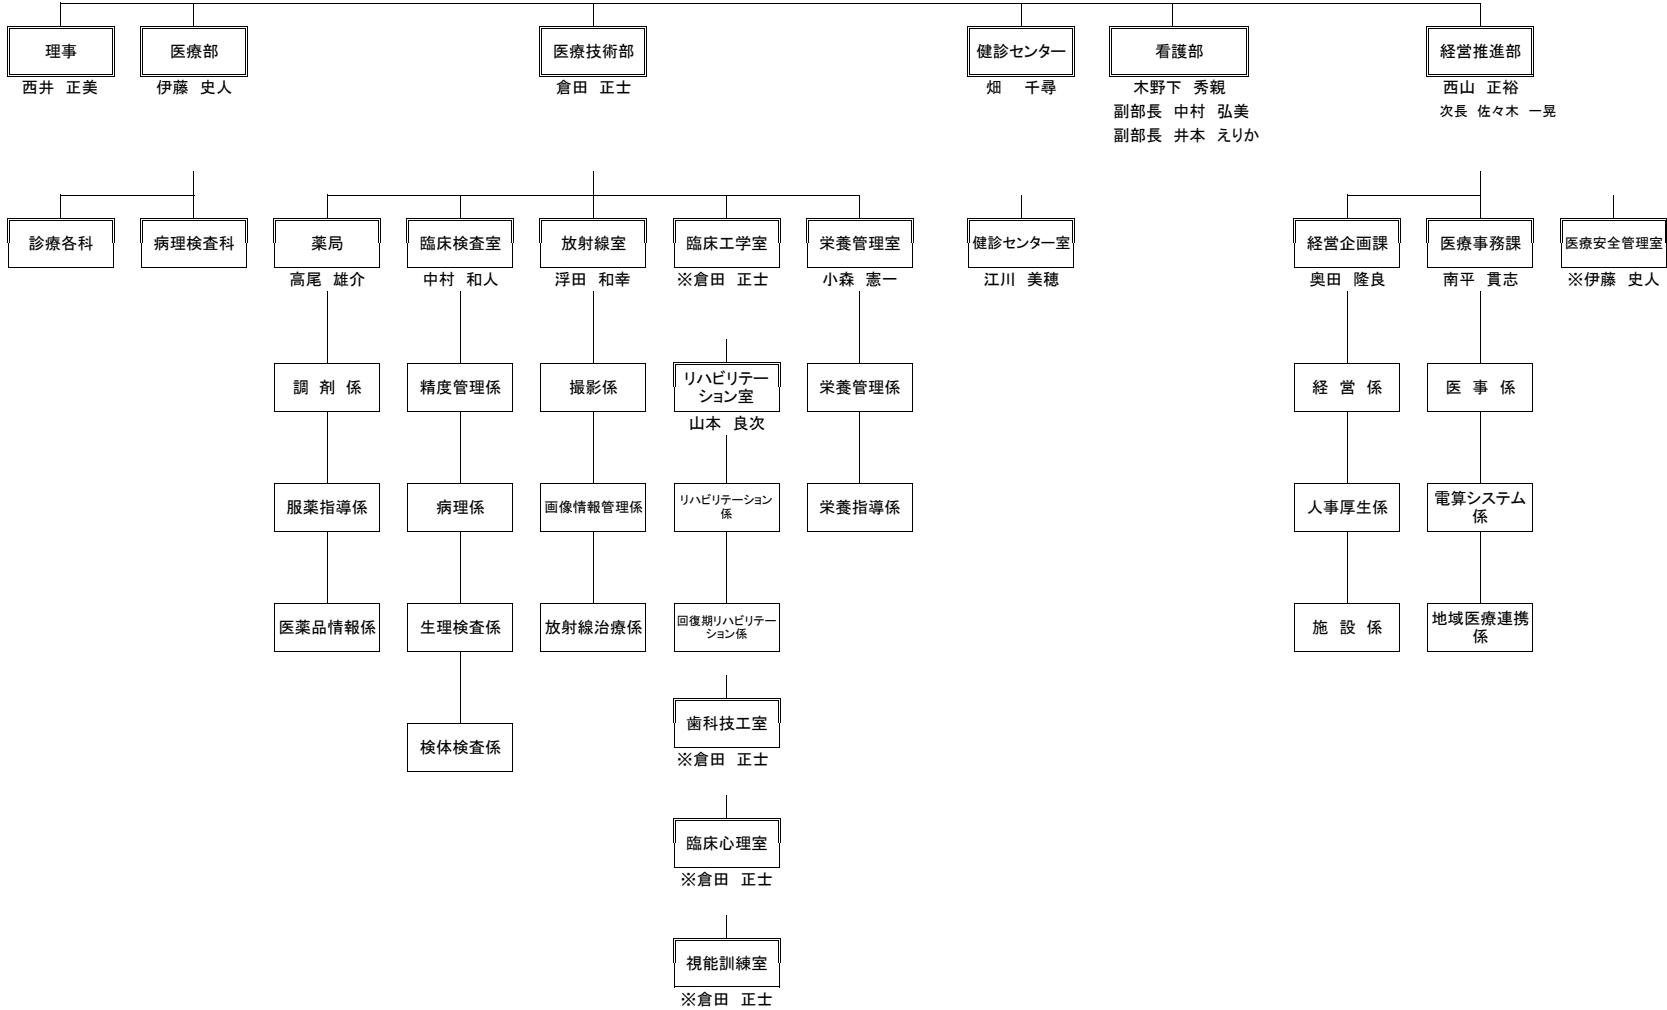 理事
西井 正美
医療部
伊藤 史人
医療技術部
倉田 正士
健診センター
畑 千尋
看護部
木野下 秀親
副部長 中村 弘美
副部長 井本 えりか
経営推進部
西山 正裕
次長 佐々木 一晃
診療各科
病理検査科
薬局
高尾 雄介
臨床検査室
中村 和人
放射線室
浮田 和幸
臨床工学室
※倉田 正士
栄養管理室
小森 憲一
健診センター室
江川 美穂
経営企画課
奥田 隆良
医療事務課
南平 貫志
医療安全管理室
※伊藤 史人
調 剤 係
精度管理係
撮影係
リハビリテー
ション室
山本 良次
栄養管理係
経 営 係
医 事 係
服薬指導係
病理係
画像情報管理係
リハビリテーション
係
栄養指導係
人事厚生係
電算システム
係
医薬品情報係
生理検査係
放射線治療係
回復期リハビリテー
ション係
施 設 係
地域医療連携
係
歯科技工室
※倉田 正士
検体検査係
臨床心理室
※倉田 正士
視能訓練室
※倉田 正士